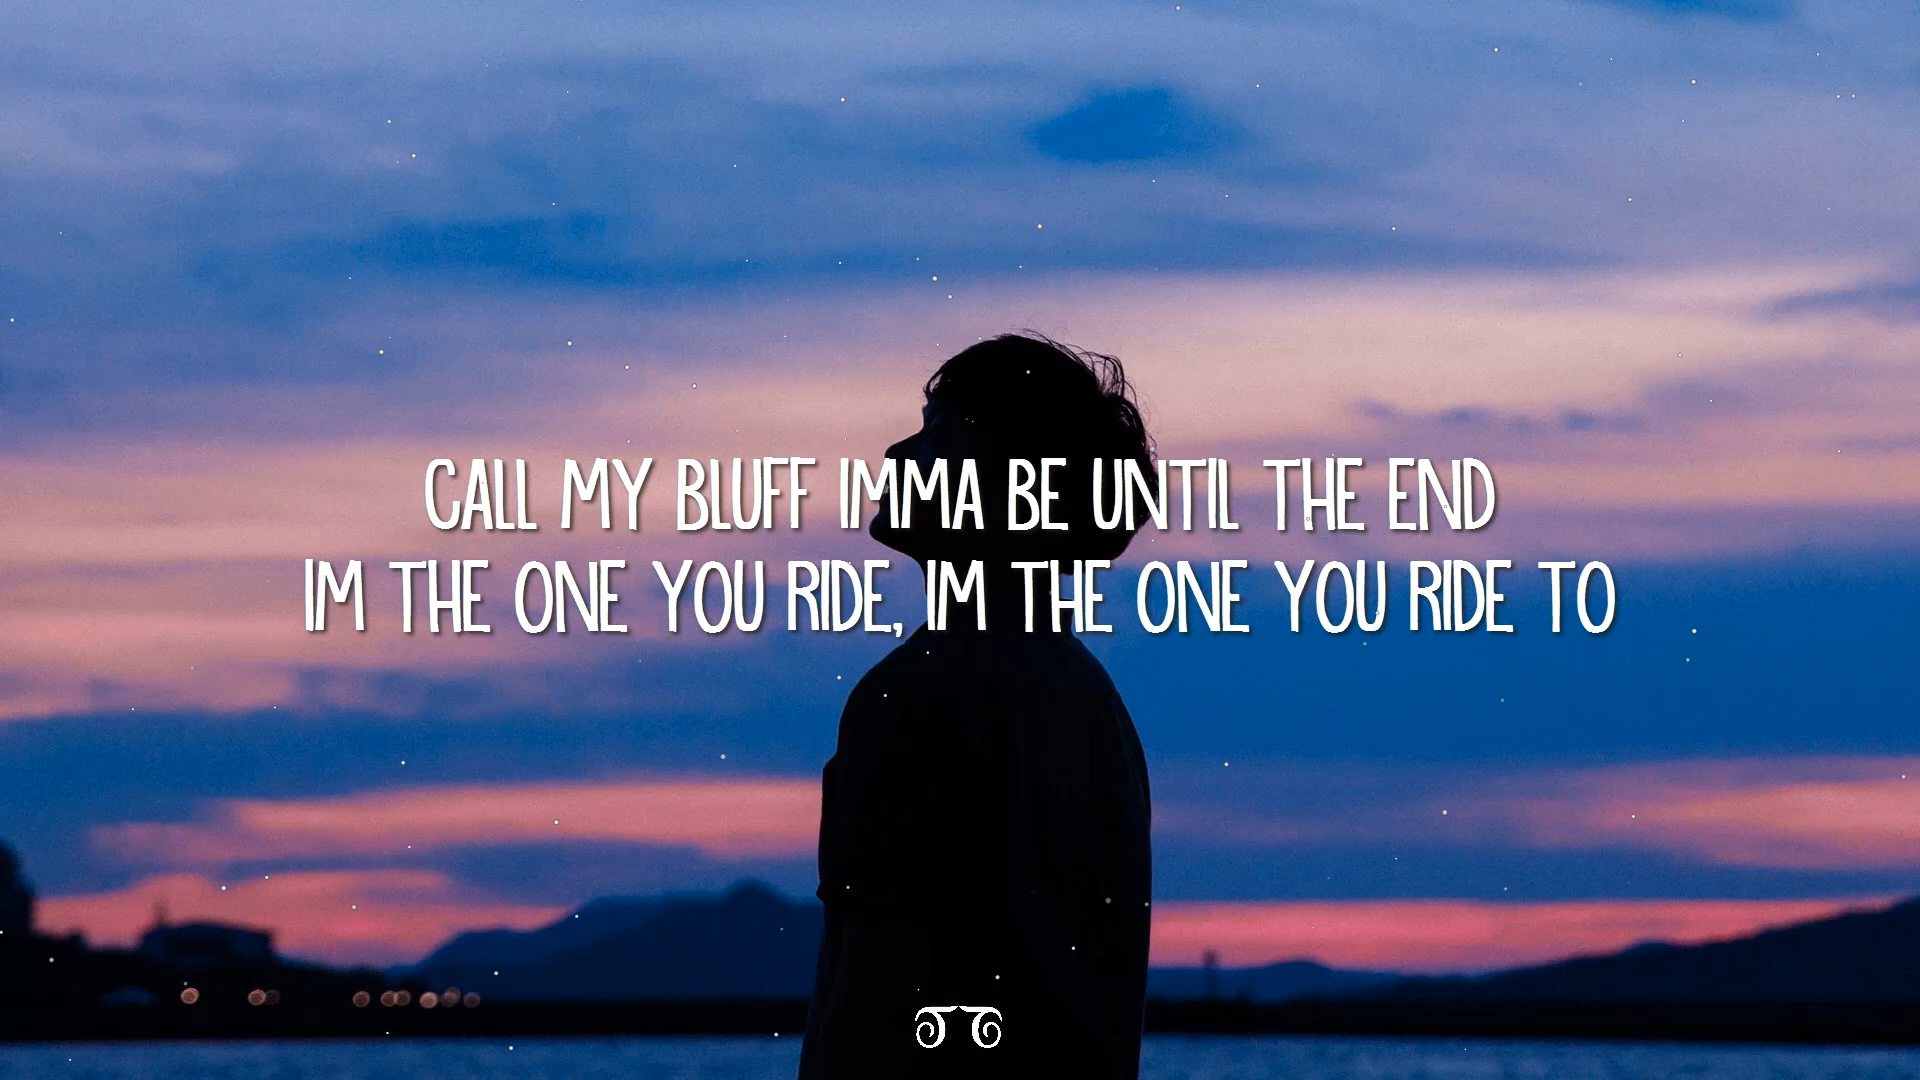 CALL MY BLUFF IMMA BE UNTIL THE END
IM THE ONE YOU RIDE, IM THE ONE YOU RIDE TO